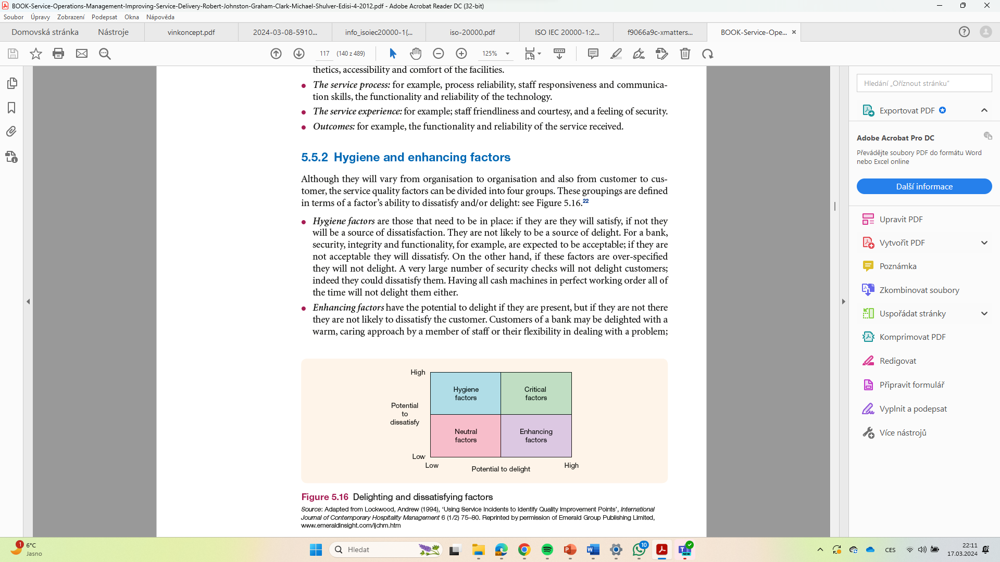 BOOK-Service-Operations-Management-Improving-Service-Delivery-Robert-Johnston-Graham-Clark-Michael-Shulver-Edisi-4-2012.pdf - Adobe Acrobat Reader DC (32-bit)
Soubor Úpravy Zobrazení Podepsat Okna Nápověda
Domovská stránka Nástroje vinkoncept.pdf 2024-03-08-5910... info_isoiec20000-1{... iso-20000.pdf ISO IEC 20000-1:2... f9066a9c-xmatters... BOOK-Service-Ope...
117 (140 z 489) 125%
thetics, accessibility and comfort of the facilities.
• The service process: for example, process reliability, staff responsiveness and communica-
tion skills, the functionality and reliability of the technology.
• The service experience: for example; staff friendliness and courtesy, and a feeling of security.
• Outcomes: for example, the functionality and reliability of the service received.
5.5.2 Hygiene and enhancing factors
Although they will vary from organisation to organisation and also from customer to cus-
tomer, the service quality factors can be divided into four groups. These groupings are defined
in terms of a factor's ability to dissatisfy and/or delight: see Figure 5.16.22
• Hygiene factors are those that need to be in place: if they are they will satisfy, if not they
will be a source of dissatisfaction. They are not likely to be a source of delight. For a bank,
security, integrity and functionality, for example, are expected to be acceptable; if they are
not acceptable they will dissatisfy. On the other hand, if these factors are over-specified
they will not delight. A very large number of security checks will not delight customers;
indeed they could dissatisfy them. Having all cash machines in perfect working order all of
the time will not delight them either.
• Enhancing factors have the potential to delight if they are present, but if they are not there
they are not likely to dissatisfy the customer. Customers of a bank may be delighted with a
warm, caring approach by a member of staff or their flexibility in dealing with a problem;
High
Hygiene
factors
Critical
factors
Potential
to
dissatisfy
Neutral
factors
Enhancing
factors
Low
Low
Potential to delight
High
Figure 5.16 Delighting and dissatisfying factors
Source: Adapted from Lockwood, Andrew (1994), 'Using Service Incidents to Identify Quality Improvement Points', International
Journal of Contemporary Hospitality Management 6 (1/2) 75–80. Reprinted by permission of Emerald Group Publishing Limited,
www.emeraldinsight.com/ijchm.htm
Hledání „Oříznout stránku"
Exportovat PDF
Adobe Acrobat Pro DC
Převádějte soubory PDF do formátu Word
nebo Excel online
Další informace
Upravit PDF
Vytvořit PDF
Poznámka
Zkombinovat soubory
Uspořádat stránky
Komprimovat PDF
Redigovat
Připravit formulář
Vyplnit a podepsat
Více nástrojů
1
6°C
Jasno
Hledat
10
NEW
CES
22:11
17.03.2024